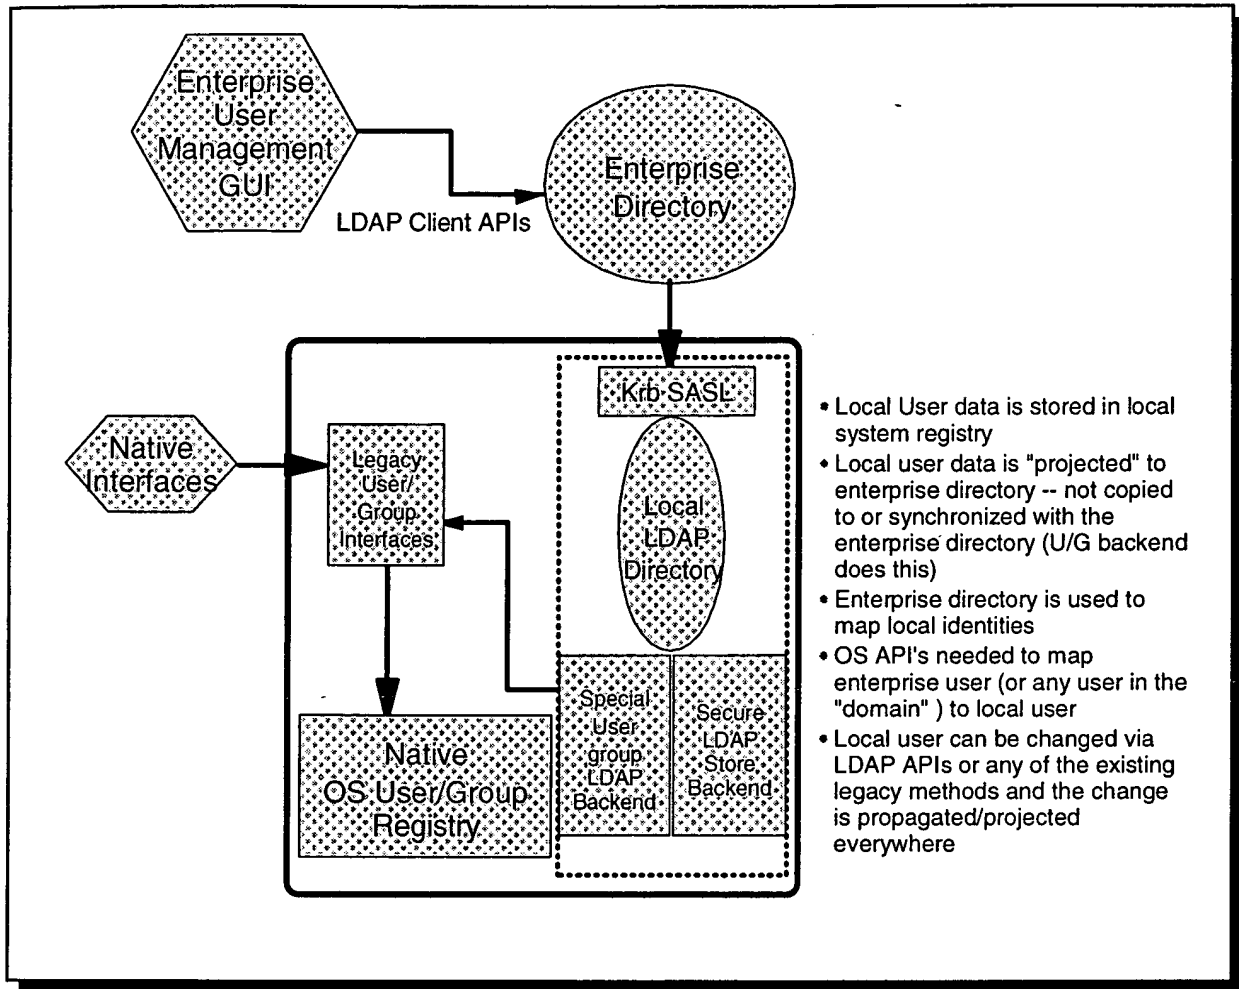 Enterprise
User
Management
GUI
LDAP Client APIs
Enterprise
Directory
Krb SASL
Native
Interfaces
Legacy
User/
Group
Interfaces
Local
LDAP
Directory
Special
User
group
LDAP
Backend
Secure
LDAP
Store
Backend
Native
OS User/Group
Registry
• Local User data is stored in local
system registry
• Local user data is "projected" to
enterprise directory -- not copied
to or synchronized with the
enterprise directory (U/G backend
does this)
• Enterprise directory is used to
map local identities
• OS API's needed to map
enterprise user (or any user in the
"domain" ) to local user
• Local user can be changed via
LDAP APIs or any of the existing
legacy methods and the change
is propagated/projected
everywhere